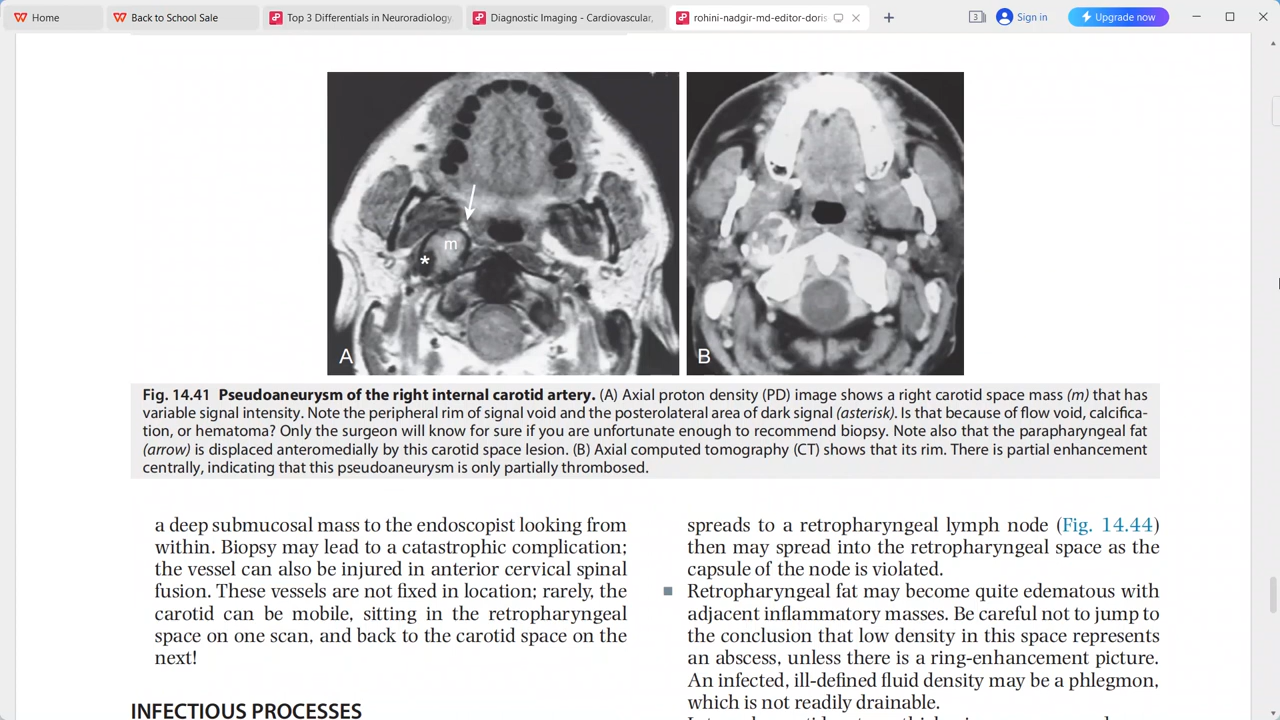 Home
Back to School Sale
Top 3 Differentials in Neuroradiology
Diagnostic Imaging - Cardiovascular,
rohini-nadgir-md-editor-doris
3
Sign in
Upgrade now
m
*
A
B
Fig. 14.41 Pseudoaneurysm of the right internal carotid artery. (A) Axial proton density (PD) image shows a right carotid space mass (m) that has
variable signal intensity. Note the peripheral rim of signal void and the posterolateral area of dark signal (asterisk). Is that because of flow void, calcifica-
tion, or hematoma? Only the surgeon will know for sure if you are unfortunate enough to recommend biopsy. Note also that the parapharyngeal fat
(arrow) is displaced anteromedially by this carotid space lesion. (B) Axial computed tomography (CT) shows that its rim. There is partial enhancement
centrally, indicating that this pseudoaneurysm is only partially thrombosed.
a deep submucosal mass to the endoscopist looking from
within. Biopsy may lead to a catastrophic complication;
the vessel can also be injured in anterior cervical spinal
fusion. These vessels are not fixed in location; rarely, the
carotid can be mobile, sitting in the retropharyngeal
space on one scan, and back to the carotid space on the
next!
INFECTIOUS PROCESSES
spreads to a retropharyngeal lymph node (Fig. 14.44)
then may spread into the retropharyngeal space as the
capsule of the node is violated.
Retropharyngeal fat may become quite edematous with
adjacent inflammatory masses. Be careful not to jump to
the conclusion that low density in this space represents
an abscess, unless there is a ring-enhancement picture.
An infected, ill-defined fluid density may be a phlegmon,
which is not readily drainable.